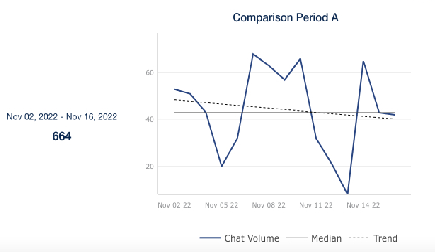 Comparison Period A
Nov 02, 2022 - Nov 16, 2022
664
60
40
20
Nov 02 22
Nov 05 22
Nov 08 22
Nov 11 22
Nov 14 22
Chat Volume
Median
Trend